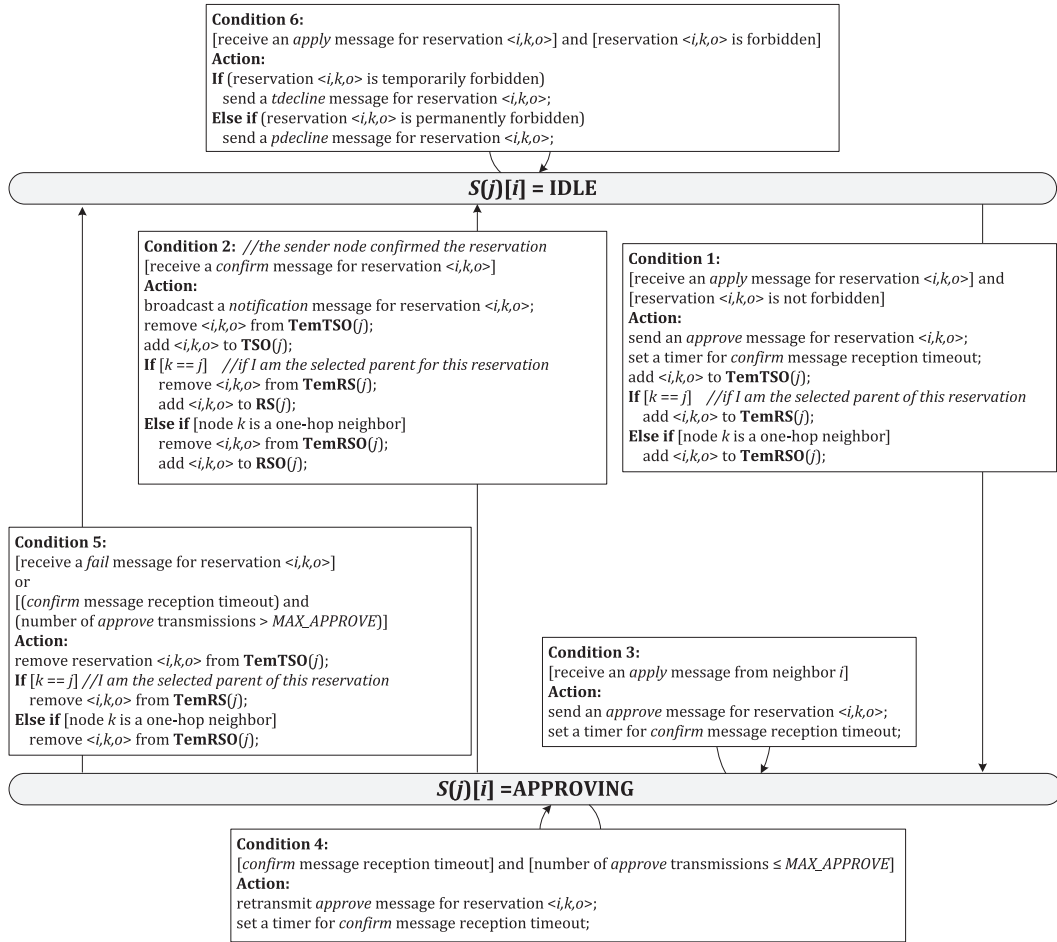 Condition 6:
[receive an apply message for reservation <i,k,o>] and [reservation <i,k,o> is forbidden]
Action:
If (reservation <i,k,o> is temporarily forbidden)
send a tdecline message for reservation <i,k,o>;
Else if (reservation <i,k,o> is permanently forbidden)
send a pdecline message for reservation <i,k,o>;
S(j)[i] = IDLE
Condition 2: //the sender node confirmed the reservation
[receive a confirm message for reservation <i,k,o>]
Action:
broadcast a notification message for reservation <i,k,o>;
remove <i,k,o> from TemTSO(j);
add <i,k,o> to TSO(j);
If [k == j] //if I am the selected parent for this reservation
remove <i,k,o> from TemRS(j);
add <i,k,o> to RS(j);
Else if [node k is a one-hop neighbor]
remove <i,k,o> from TemRSO(j);
add <i,k,o> to RSO(j);
Condition 1:
[receive an apply message for reservation <i,k,o>] and
[reservation <i,k,o> is not forbidden]
Action:
send an approve message for reservation <i,k,o>;
set a timer for confirm message reception timeout;
add <i,k,o> to TemTSO(j);
If [k == j] //if I am the selected parent of this reservation
add <i,k,o> to TemRS(j);
Else if [node k is a one-hop neighbor]
add <i,k,o> to TemRSO(j);
Condition 5:
[receive a fail message for reservation <i,k,o>]
or
[(confirm message reception timeout) and
(number of approve transmissions > MAX_APPROVE)]
Action:
remove reservation <i,k,o> from TemTSO(j);
If [k == j] //I am the selected parent of this reservation
remove <i,k,o> from TemRS(j);
Else if [node k is a one-hop neighbor]
remove <i,k,o> from TemRSO(j);
Condition 3:
[receive an apply message from neighbor i]
Action:
send an approve message for reservation <i,k,o>;
set a timer for confirm message reception timeout;
S(j)[i] =APPROVING
Condition 4:
[confirm message reception timeout] and [number of approve transmissions ≤ MAX_APPROVE]
Action:
retransmit approve message for reservation <i,k,o>;
set a timer for confirm message reception timeout;